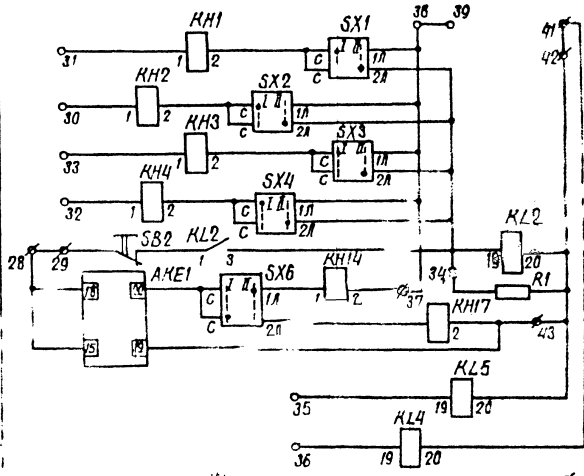 KH1 SX1 38 39 41
31 1 2 C C I II 1Л 2Л 42
KH2 SX2
30 1 2 C C I II 1Л 2Л
KH3 SX3
33 1 2 C C I II 1Л 2Л
KH4 SX4
32 1 2 C C I II 1Л 2Л KL2
28 29 SB2 KL2 1 3 19 20
AKE1 SX6 KH14 34 R1
18 20 C C I II 1Л 2Л 1 2 37
KH17
15 19 2 43
KL5
35 19 20
KL4
36 19 20